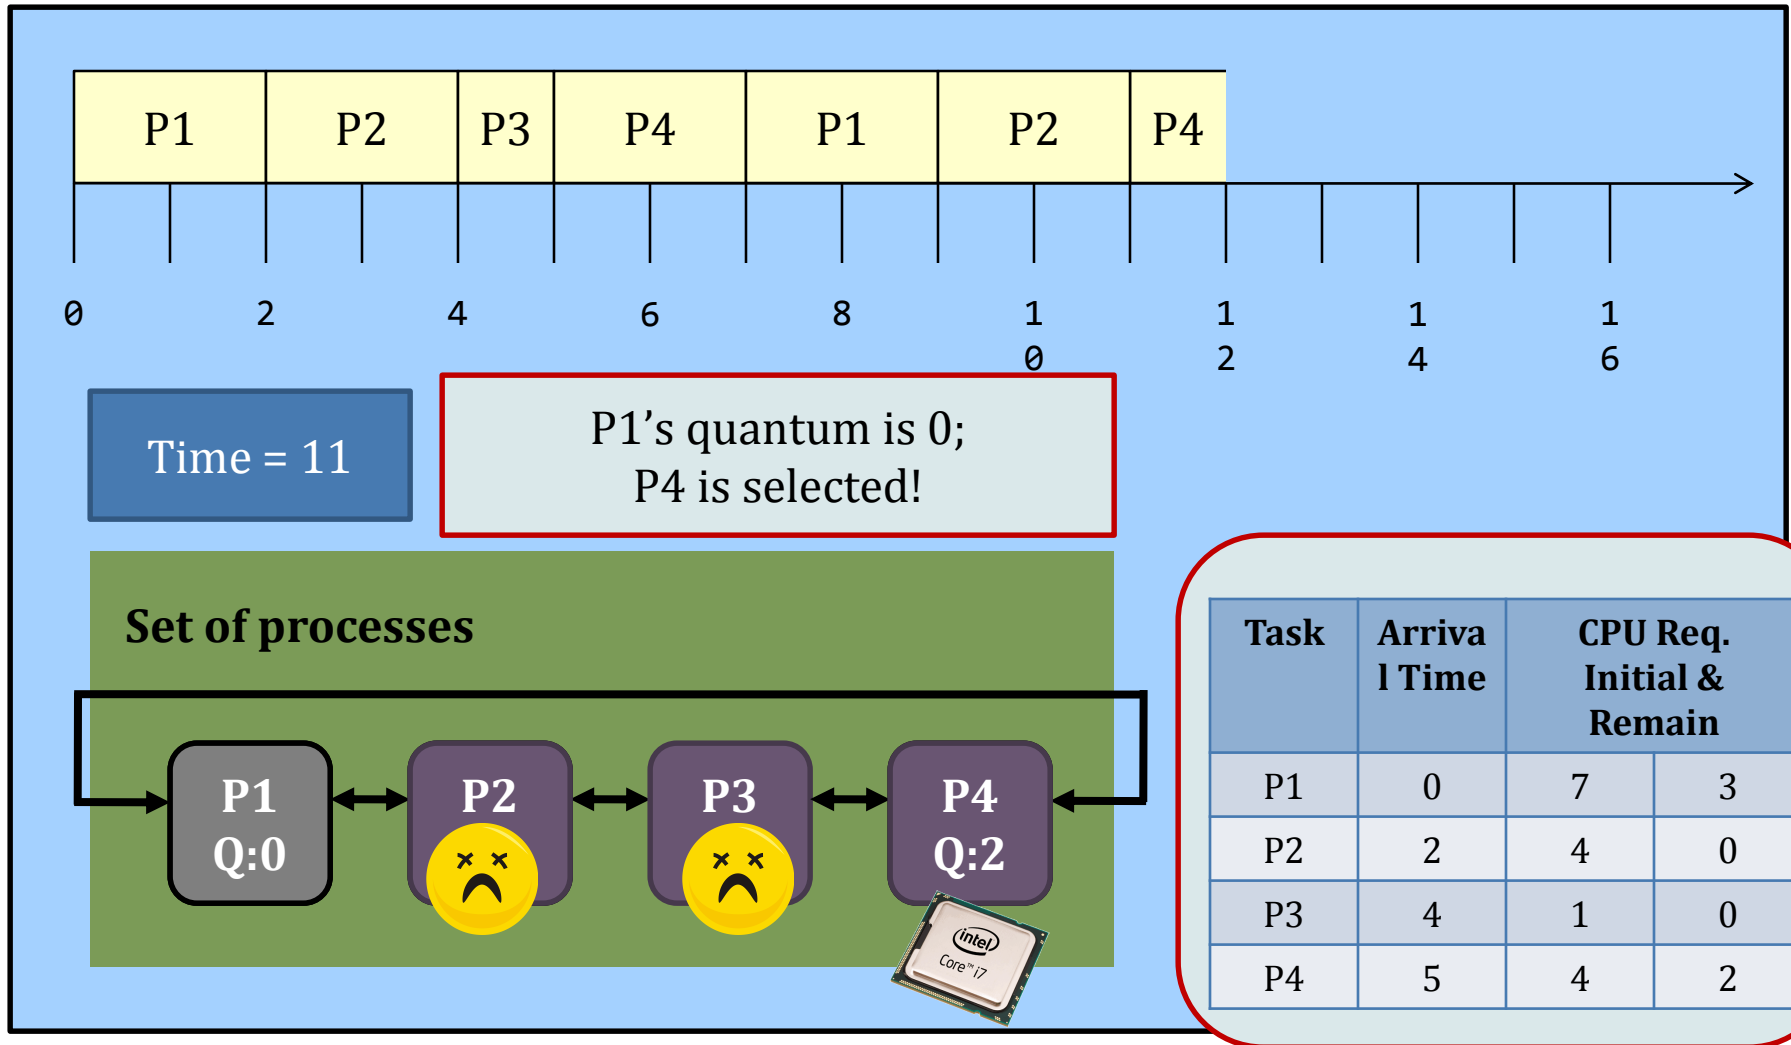 P1 P2 P3 P4 P1 P2 P4
0 2 4 6 8 1 1 1 1
0 2 4 6
Time = 11
P1’s quantum is 0;
P4 is selected!
Set of processes
P1 P2 P3 P4
Q:0 Q:2
intel
Core™ i7
Task Arriva CPU Req.
l Time Initial &
Remain
P1 0 7 3
P2 2 4 0
P3 4 1 0
P4 5 4 2